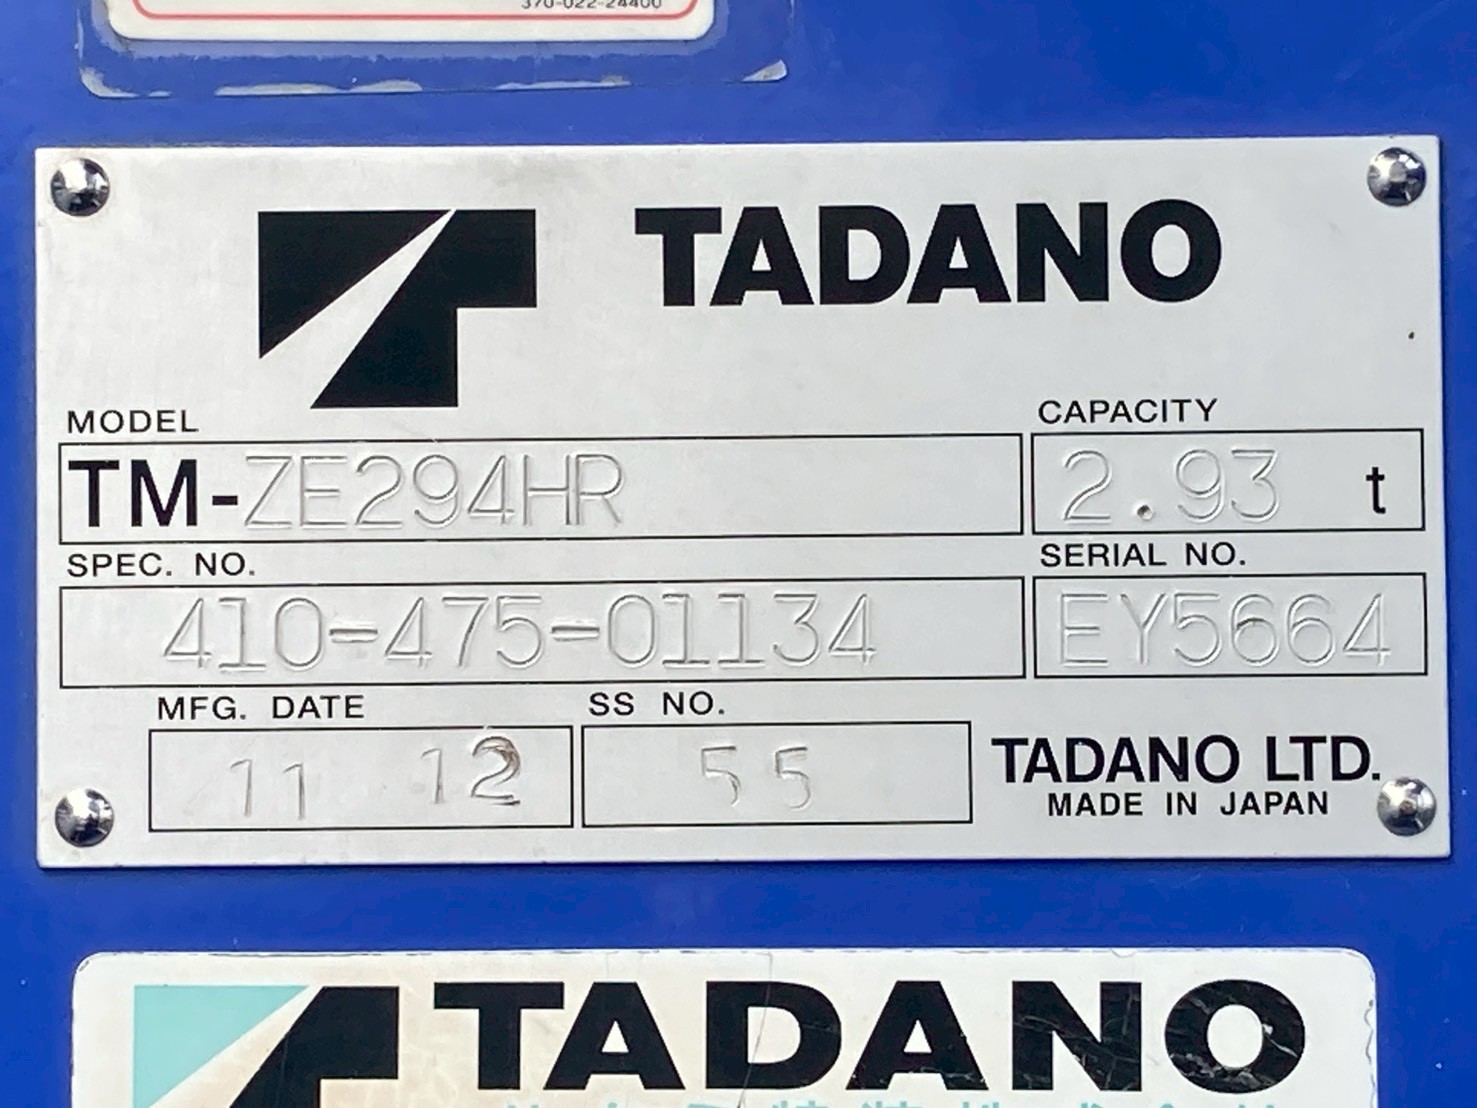 370-022-24400
TADANO
MODEL CAPACITY
TM-ZE294HR 2.93 t
SPEC. NO. SERIAL NO.
410-475-01134 EY5664
MFG. DATE SS NO.
11 12 55
TADANO LTD.
MADE IN JAPAN
TADANO